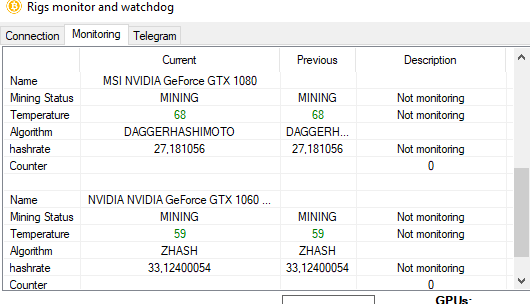 Rigs monitor and watchdog
Connection Monitoring Telegram
Current Previous Description
Name MSI NVIDIA GeForce GTX 1080
Mining Status MINING MINING Not monitoring
Temperature 68 68 Not monitoring
Algorithm DAGGERHASHIMOTO DAGGERH...
hashrate 27,181056 27,181056 Not monitoring
Counter 0
Name NVIDIA NVIDIA GeForce GTX 1060 ...
Mining Status MINING MINING Not monitoring
Temperature 59 59 Not monitoring
Algorithm ZHASH ZHASH
hashrate 33,12400054 33,12400054 Not monitoring
Counter 0
GPUs: